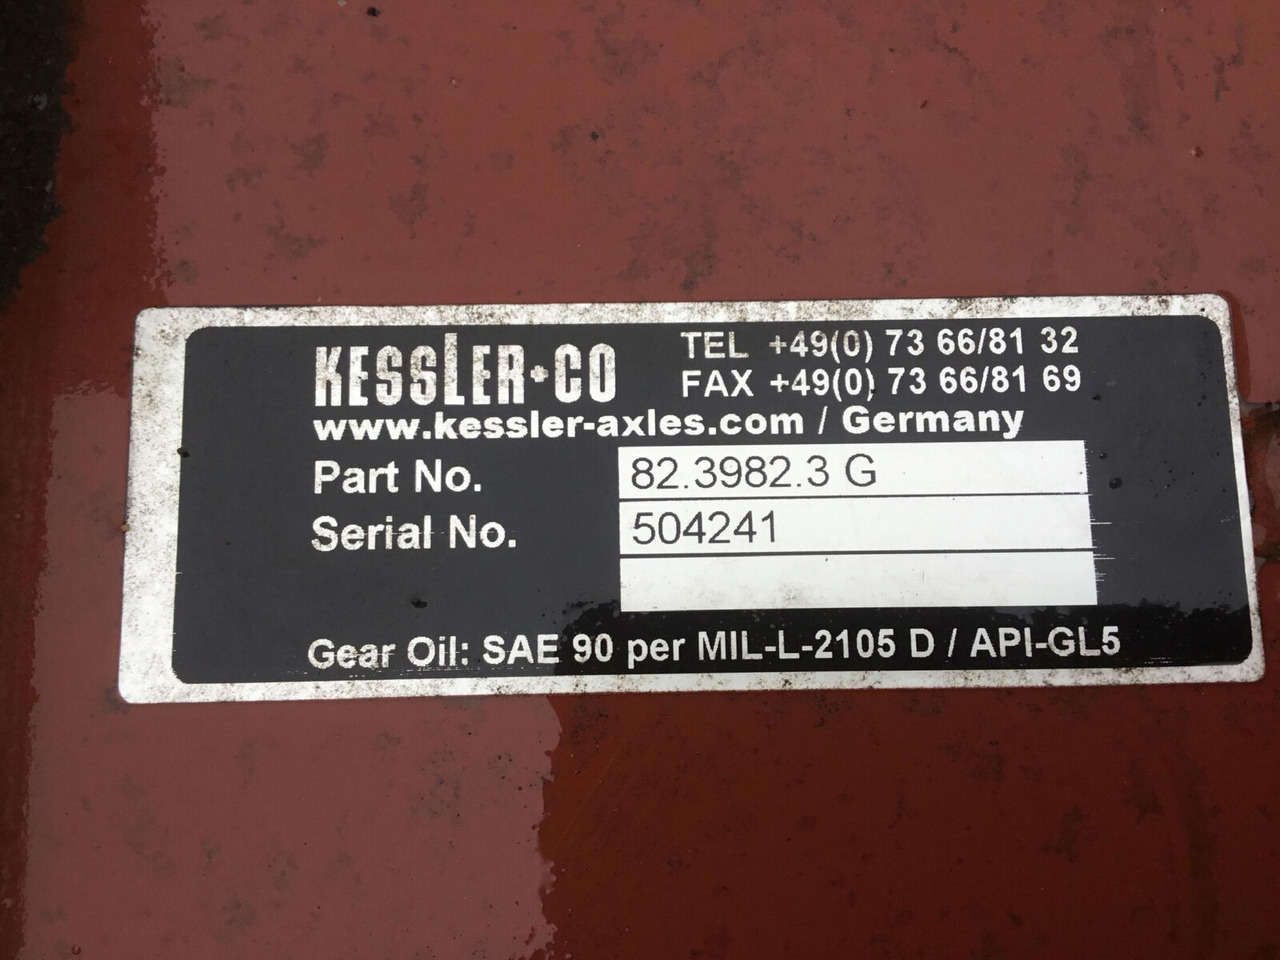 KESSLER+CO
TEL +49(0) 73 66/81 32
FAX +49(0) 73 66/81 69
www.kessler-axles.com / Germany
Part No. 82.3982.3 G
Serial No. 504241
Gear Oil: SAE 90 per MIL-L-2105 D / API-GL5